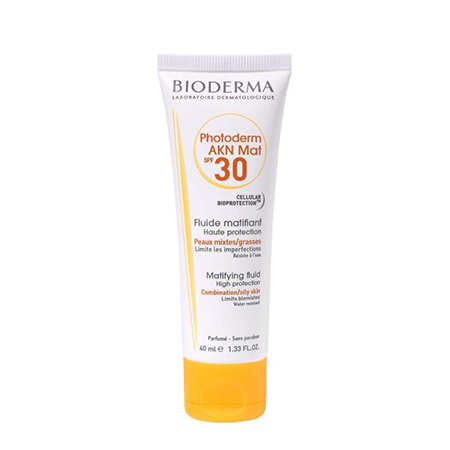 BIODERMA
LABORATOIRE DERMATOLOGIQUE
Photoderm
AKN Mat
SPF 30
CELLULAR
BIOPROTECTION™
Fluide matifiant
Haute protection
Peaux mixtes/grasses
Limite les imperfections
Résiste à l'eau
Matifying fluid
High protection
Combination/oily skin
Limits blemishes
Water resistant
Parfumé - Sans paraben
40 ml ℮ 1.33 FL.OZ.